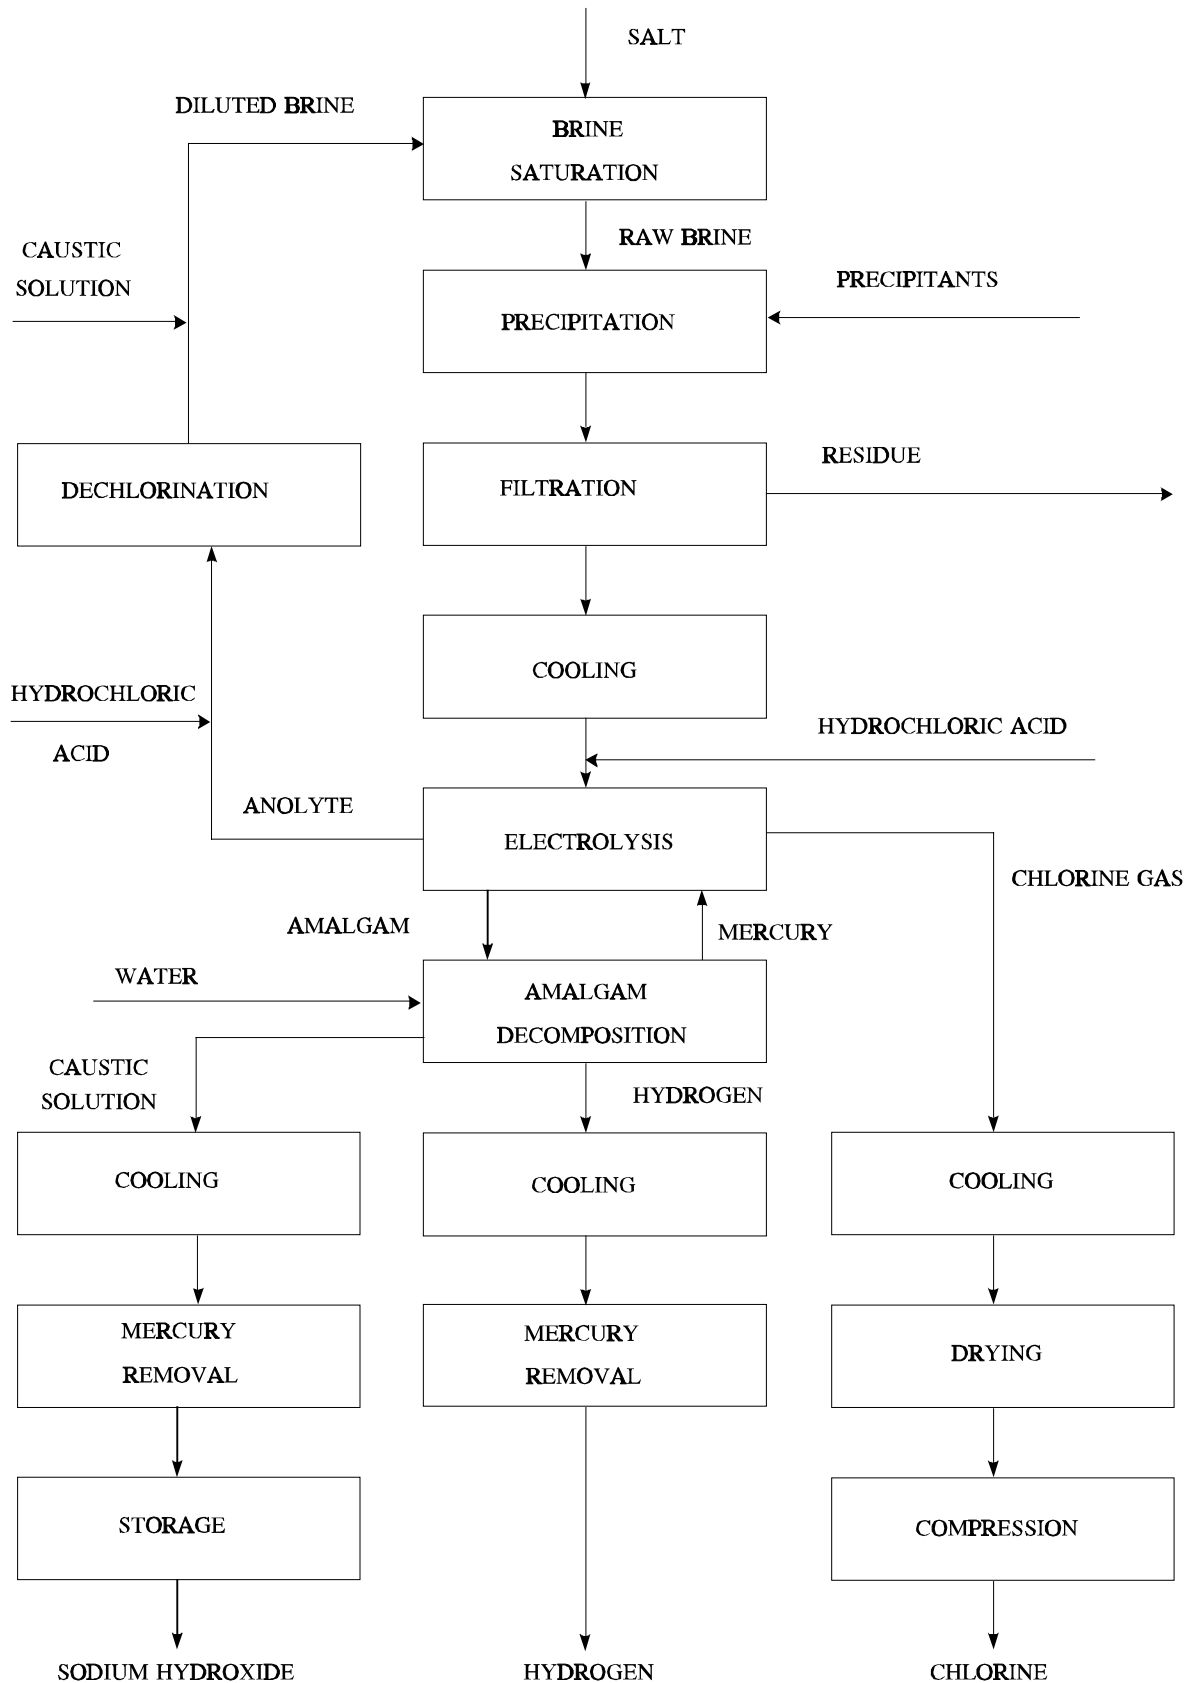 SALT
DILUTED BRINE
BRINE
SATURATION
RAW BRINE
CAUSTIC
SOLUTION
PRECIPITANTS
PRECIPITATION
RESIDUE
DECHLORINATION
FILTRATION
COOLING
HYDROCHLORIC
ACID
HYDROCHLORIC ACID
ANOLYTE
ELECTROLYSIS
CHLORINE GAS
AMALGAM
MERCURY
WATER
AMALGAM
DECOMPOSITION
CAUSTIC
SOLUTION
HYDROGEN
COOLING
COOLING
COOLING
MERCURY
REMOVAL
MERCURY
REMOVAL
DRYING
STORAGE
COMPRESSION
SODIUM HYDROXIDE
HYDROGEN
CHLORINE